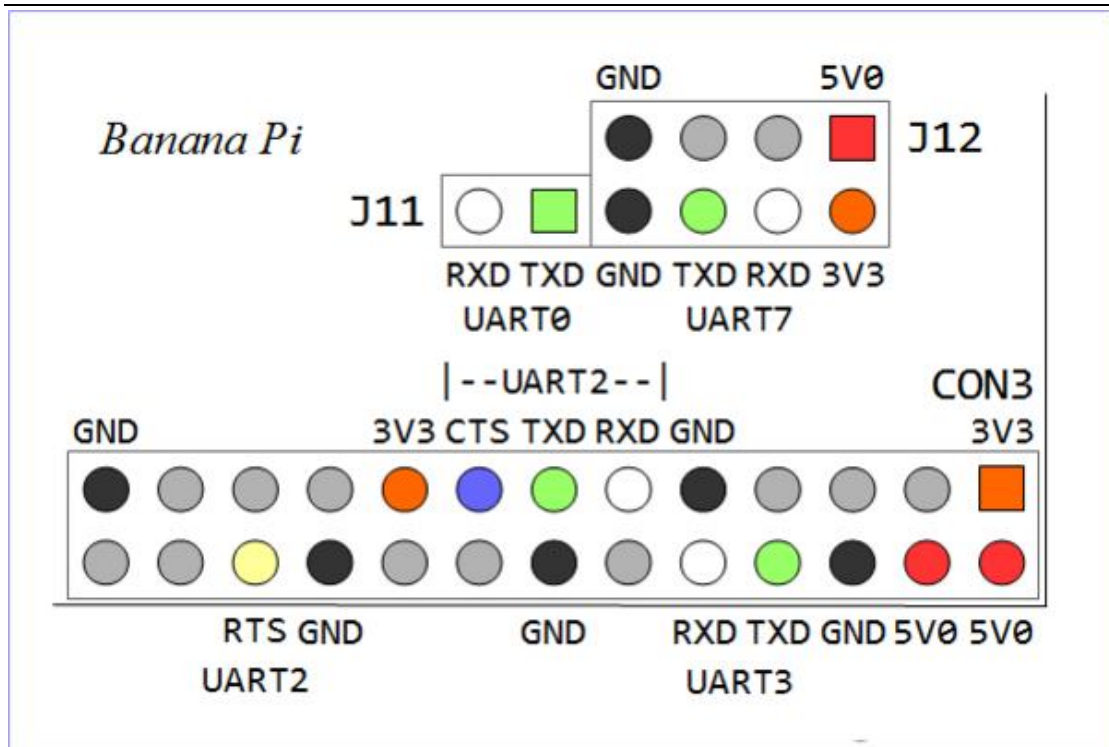 GND 5V0
Banana Pi J12
J11
RXD TXD GND TXD RXD 3V3
UART0 UART7
|--UART2--| CON3
GND 3V3 CTS TXD RXD GND 3V3
RTS GND GND RXD TXD GND 5V0 5V0
UART2 UART3